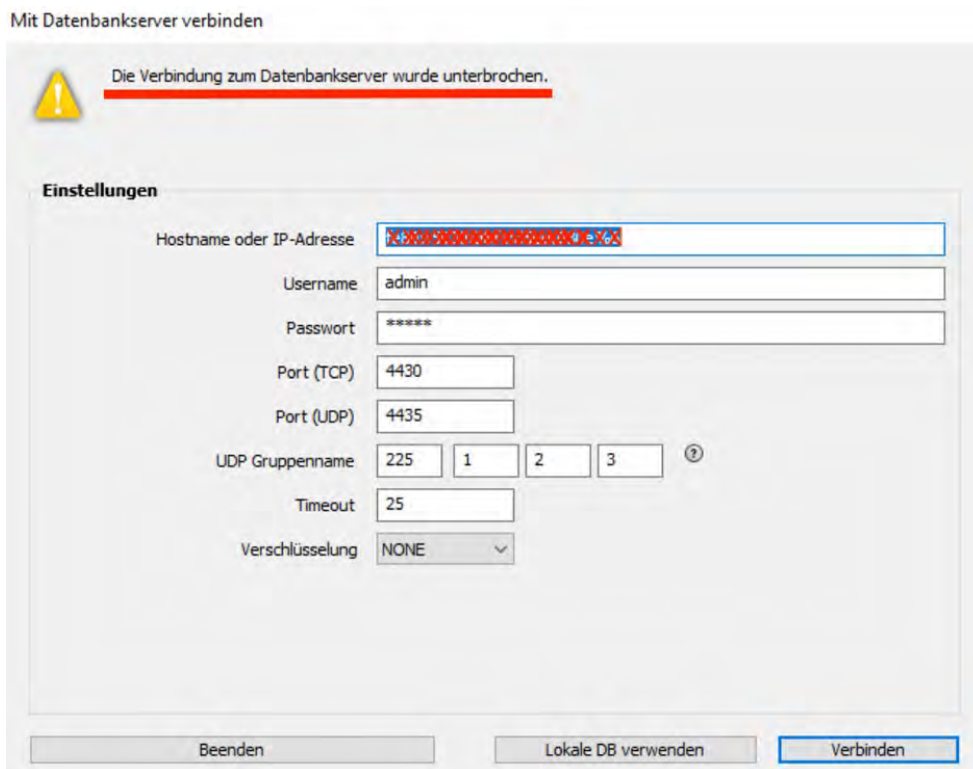 Mit Datenbankserver verbinden
Die Verbindung zum Datenbankserver wurde unterbrochen.
Einstellungen
Hostname oder IP-Adresse
Username admin
Passwort *****
Port (TCP) 4430
Port (UDP) 4435
UDP Gruppenname 225 1 2 3 ?
Timeout 25
Verschlüsselung NONE
Beenden Lokale DB verwenden Verbinden